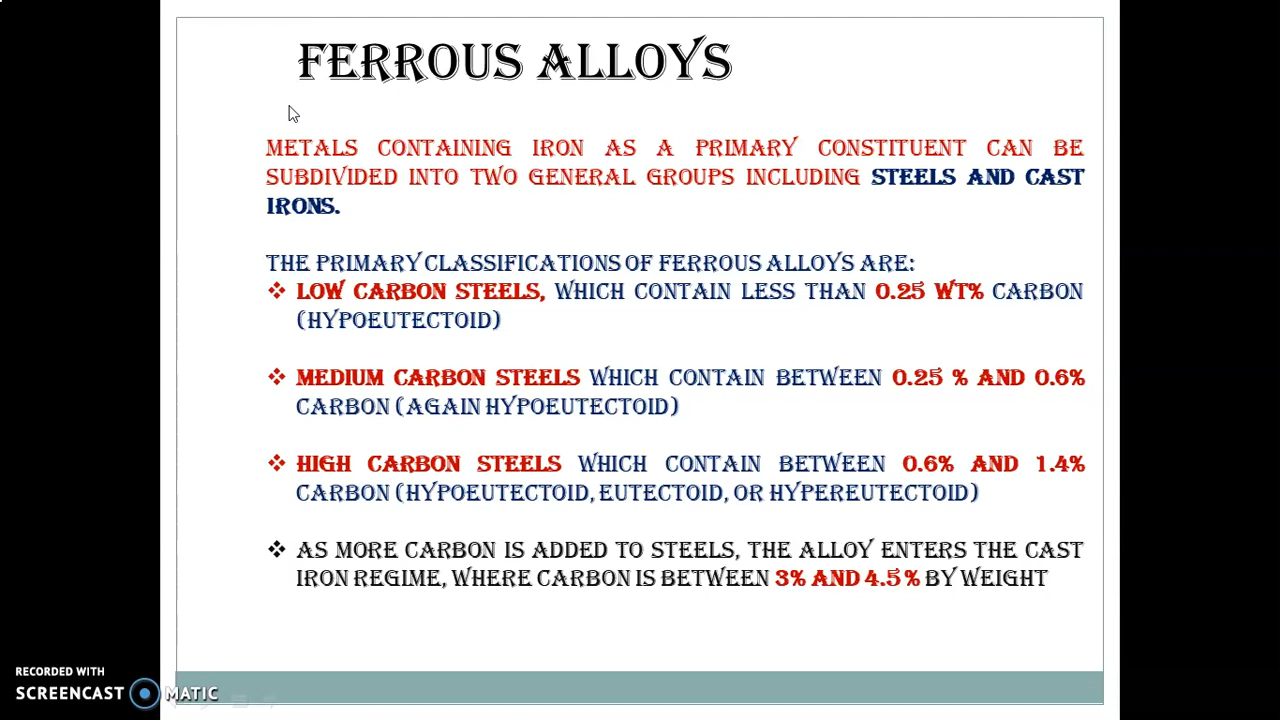 FERROUS ALLOYS
METALS CONTAINING IRON AS A PRIMARY CONSTITUENT CAN BE
SUBDIVIDED INTO TWO GENERAL GROUPS INCLUDING STEELS AND CAST
IRONS.
THE PRIMARY CLASSIFICATIONS OF FERROUS ALLOYS ARE:
❖ LOW CARBON STEELS, WHICH CONTAIN LESS THAN 0.25 WT% CARBON
(HYPOEUTECTOID)
❖ MEDIUM CARBON STEELS WHICH CONTAIN BETWEEN 0.25 % AND 0.6%
CARBON (AGAIN HYPOEUTECTOID)
❖ HIGH CARBON STEELS WHICH CONTAIN BETWEEN 0.6% AND 1.4%
CARBON (HYPOEUTECTOID, EUTECTOID, OR HYPEREUTECTOID)
❖ AS MORE CARBON IS ADDED TO STEELS, THE ALLOY ENTERS THE CAST
IRON REGIME, WHERE CARBON IS BETWEEN 3% AND 4.5 % BY WEIGHT
RECORDED WITH
SCREENCAST MATIC